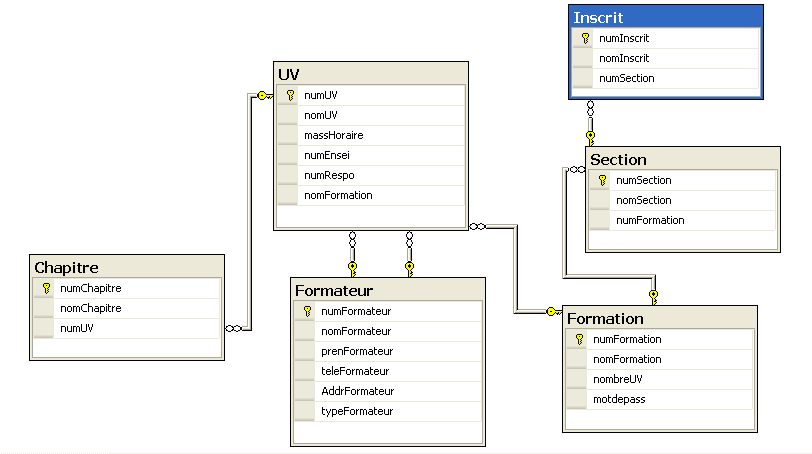 Inscrit
numInscrit
nomInscrit
numSection
UV
numUV
nomUV
massHoraire
numEnsei
numRespo
nomFormation
Section
numSection
nomSection
numFormation
Chapitre
numChapitre
nomChapitre
numUV
Formateur
numFormateur
nomFormateur
prenFormateur
teleFormateur
AddrFormateur
typeFormateur
Formation
numFormation
nomFormation
nombreUV
motdepass